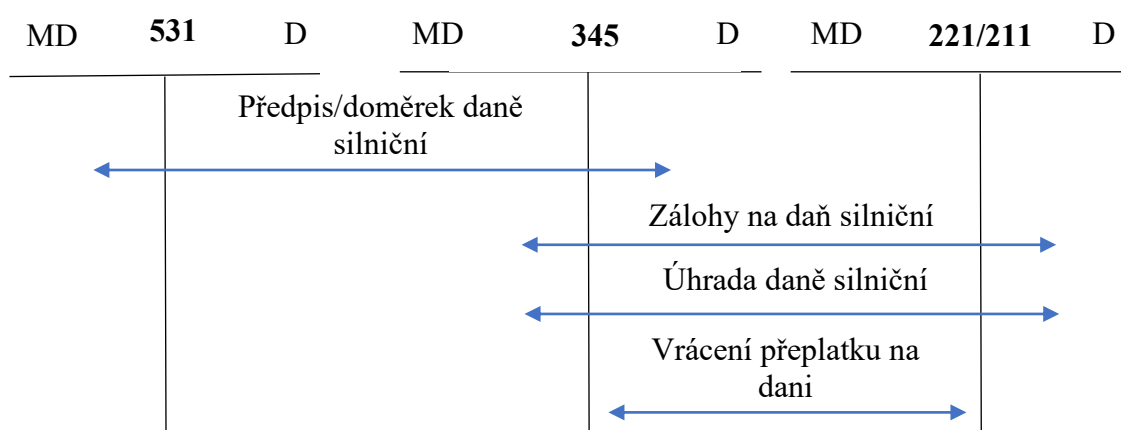 MD 531 D MD 345 D MD 221/211 D
Předpis/doměrek daně
silniční
Zálohy na daň silniční
Úhrada daně silniční
Vrácení přeplatku na
dani